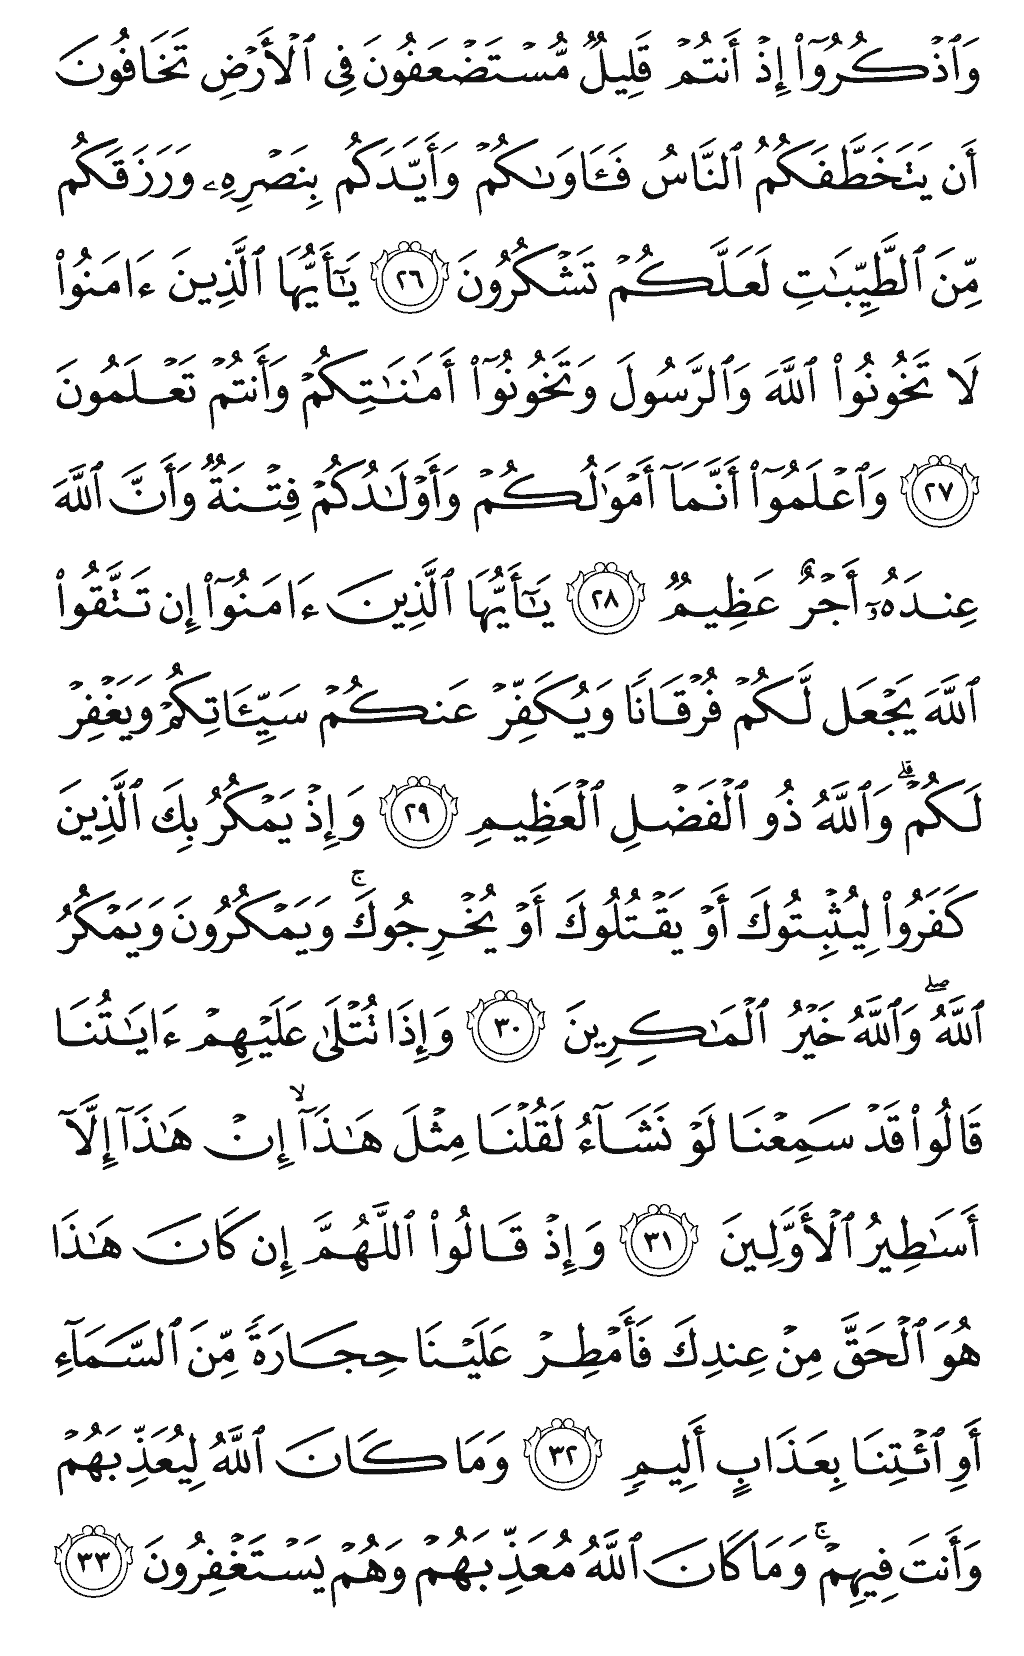 وَٱذْكُرُوٓا۟ إِذْ أَنتُمْ قَلِيلٌ مُّسْتَضْعَفُونَ فِى ٱلْأَرْضِ تَخَافُونَ
أَن يَتَخَطَّفَكُمُ ٱلنَّاسُ فَـَٔاوَىٰكُمْ وَأَيَّدَكُم بِنَصْرِهِۦ وَرَزَقَكُم
مِّنَ ٱلطَّيِّبَـٰتِ لَعَلَّكُمْ تَشْكُرُونَ ٢٦ يَـٰٓأَيُّهَا ٱلَّذِينَ ءَامَنُوا۟
لَا تَخُونُوا۟ ٱللَّهَ وَٱلرَّسُولَ وَتَخُونُوٓا۟ أَمَـٰنَـٰتِكُمْ وَأَنتُمْ تَعْلَمُونَ
٢٧ وَٱعْلَمُوٓا۟ أَنَّمَآ أَمْوَٰلُكُمْ وَأَوْلَـٰدُكُمْ فِتْنَةٌ وَأَنَّ ٱللَّهَ
عِندَهُۥٓ أَجْرٌ عَظِيمٌ ٢٨ يَـٰٓأَيُّهَا ٱلَّذِينَ ءَامَنُوٓا۟ إِن تَتَّقُوا۟
ٱللَّهَ يَجْعَل لَّكُمْ فُرْقَانًا وَيُكَفِّرْ عَنكُمْ سَيِّـَٔاتِكُمْ وَيَغْفِرْ
لَكُمْ ۗ وَٱللَّهُ ذُو ٱلْفَضْلِ ٱلْعَظِيمِ ٢٩ وَإِذْ يَمْكُرُ بِكَ ٱلَّذِينَ
كَفَرُوا۟ لِيُثْبِتُوكَ أَوْ يَقْتُلُوكَ أَوْ يُخْرِجُوكَ ۚ وَيَمْكُرُونَ وَيَمْكُرُ
ٱللَّهُ ۖ وَٱللَّهُ خَيْرُ ٱلْمَـٰكِرِينَ ٣٠ وَإِذَا تُتْلَىٰ عَلَيْهِمْ ءَايَـٰتُنَا
قَالُوا۟ قَدْ سَمِعْنَا لَوْ نَشَآءُ لَقُلْنَا مِثْلَ هَـٰذَآ ۙ إِنْ هَـٰذَآ إِلَّآ
أَسَـٰطِيرُ ٱلْأَوَّلِينَ ٣١ وَإِذْ قَالُوا۟ ٱللَّهُمَّ إِن كَانَ هَـٰذَا
هُوَ ٱلْحَقَّ مِنْ عِندِكَ فَأَمْطِرْ عَلَيْنَا حِجَارَةً مِّنَ ٱلسَّمَآءِ
أَوِ ٱئْتِنَا بِعَذَابٍ أَلِيمٍ ٣٢ وَمَا كَانَ ٱللَّهُ لِيُعَذِّبَهُمْ
وَأَنتَ فِيهِمْ ۚ وَمَا كَانَ ٱللَّهُ مُعَذِّبَهُمْ وَهُمْ يَسْتَغْفِرُونَ ٣٣